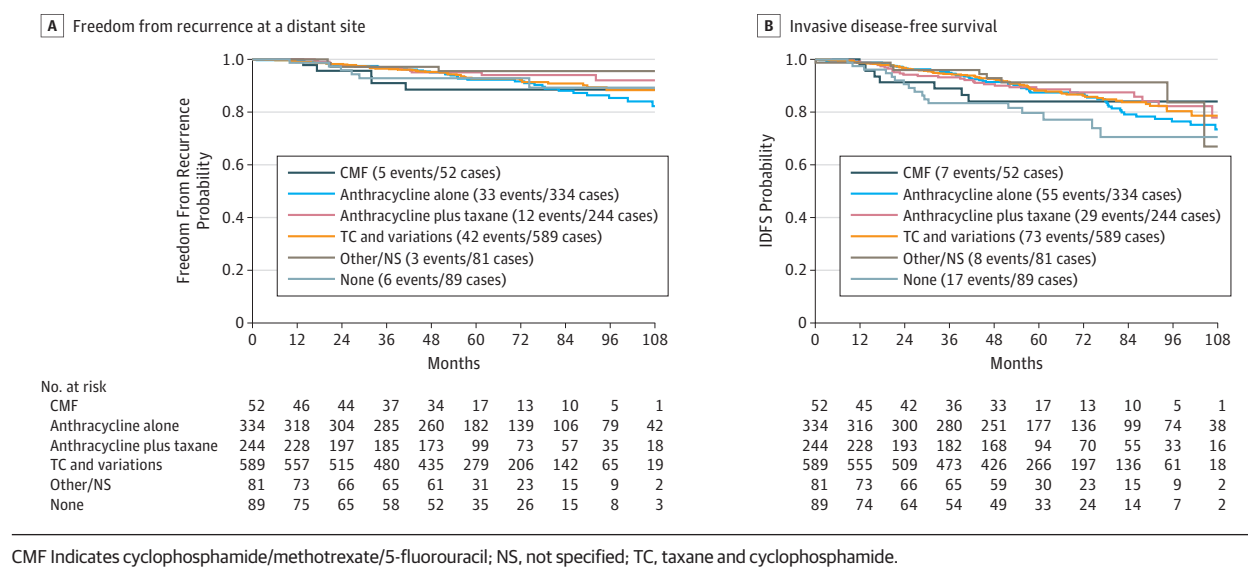 A Freedom from recurrence at a distant site
Freedom From Recurrence
Probability
1.0
0.8
0.6
0.4
0.2
0
CMF (5 events/52 cases)
Anthracycline alone (33 events/334 cases)
Anthracycline plus taxane (12 events/244 cases)
TC and variations (42 events/589 cases)
Other/NS (3 events/81 cases)
None (6 events/89 cases)
0 12 24 36 48 60 72 84 96 108
Months
No. at risk
CMF 52 46 44 37 34 17 13 10 5 1
Anthracycline alone 334 318 304 285 260 182 139 106 79 42
Anthracycline plus taxane 244 228 197 185 173 99 73 57 35 18
TC and variations 589 557 515 480 435 279 206 142 65 19
Other/NS 81 73 66 65 61 31 23 15 9 2
None 89 75 65 58 52 35 26 15 8 3
B Invasive disease-free survival
IDFS Probability
1.0
0.8
0.6
0.4
0.2
0
CMF (7 events/52 cases)
Anthracycline alone (55 events/334 cases)
Anthracycline plus taxane (29 events/244 cases)
TC and variations (73 events/589 cases)
Other/NS (8 events/81 cases)
None (17 events/89 cases)
0 12 24 36 48 60 72 84 96 108
Months
52 45 42 36 33 17 13 10 5 1
334 316 300 280 251 177 136 99 74 38
244 228 193 182 168 94 70 55 33 16
589 555 509 473 426 266 197 136 61 18
81 73 66 65 59 30 23 15 9 2
89 74 64 54 49 33 24 14 7 2
CMF Indicates cyclophosphamide/methotrexate/5-fluorouracil; NS, not specified; TC, taxane and cyclophosphamide.